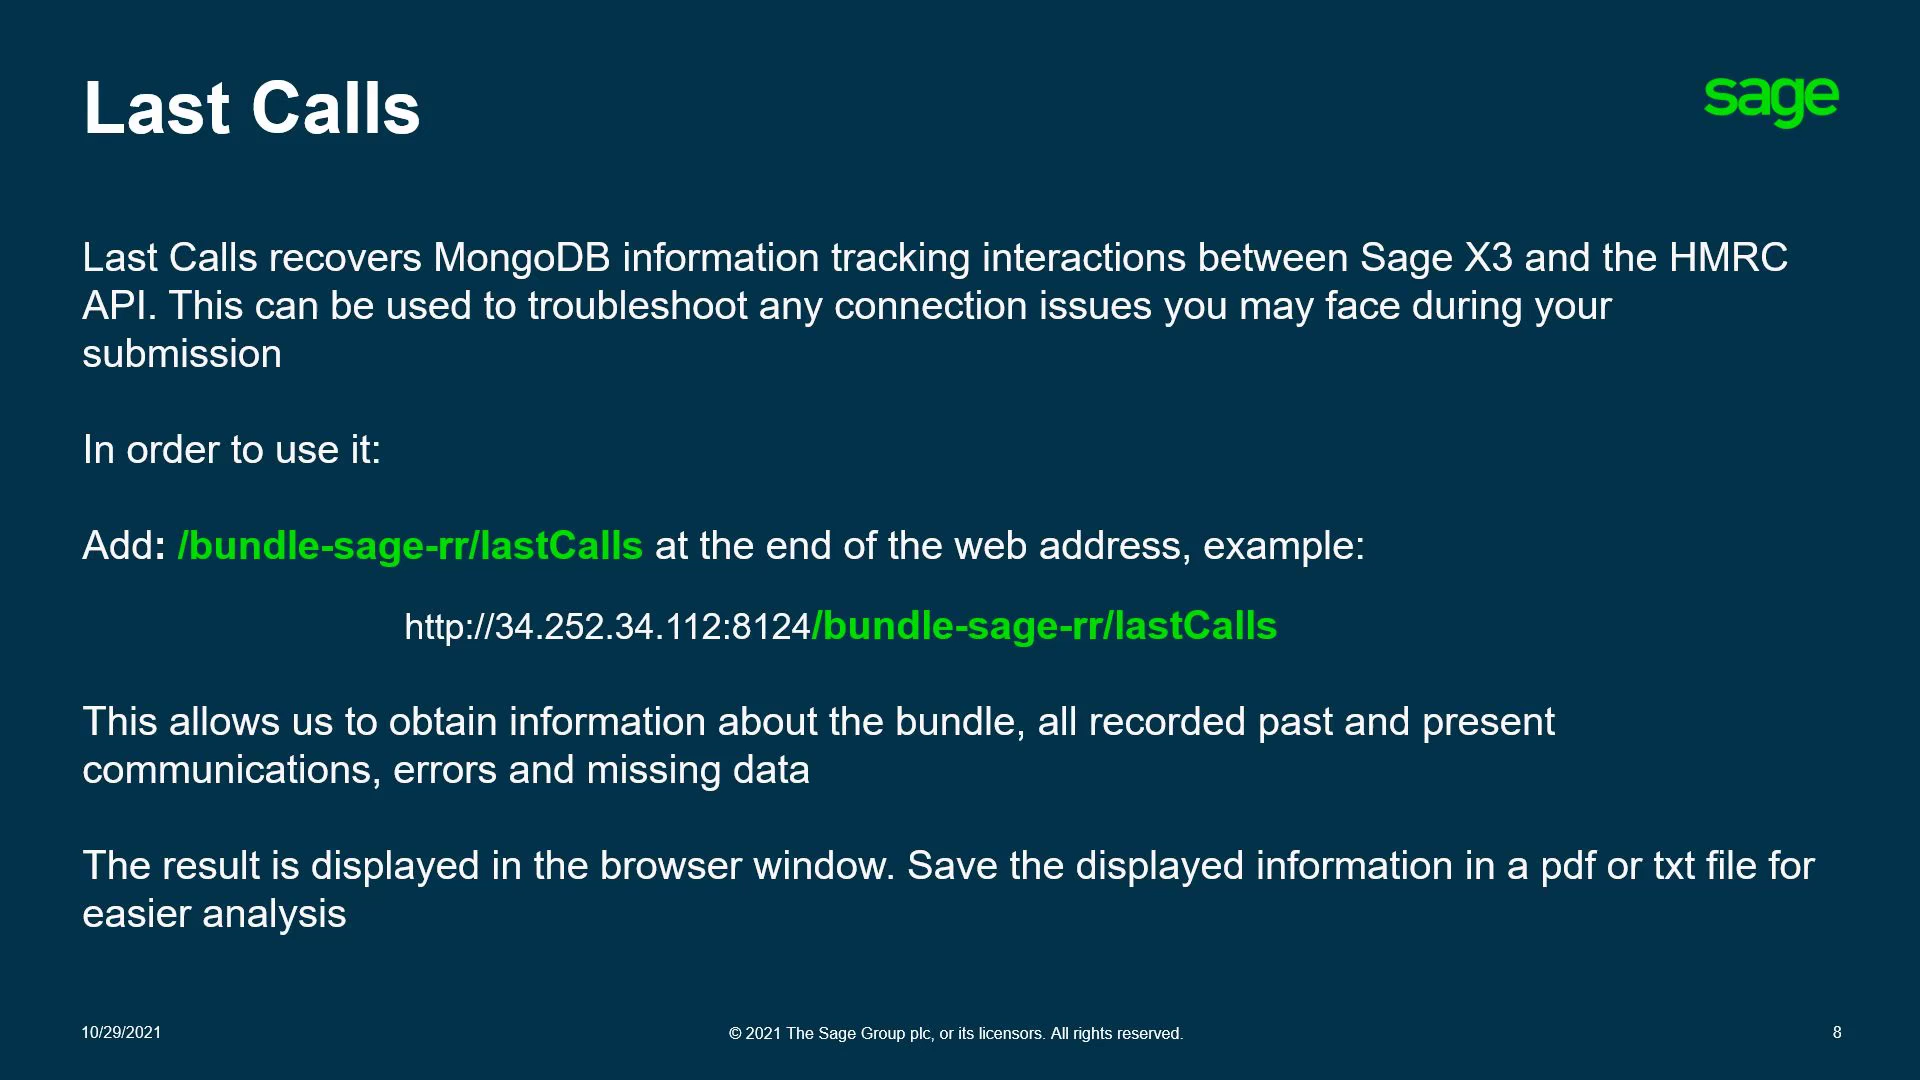 Last Calls
sage
Last Calls recovers MongoDB information tracking interactions between Sage X3 and the HMRC
API. This can be used to troubleshoot any connection issues you may face during your
submission
In order to use it:
Add: /bundle-sage-rr/lastCalls at the end of the web address, example:
http://34.252.34.112:8124/bundle-sage-rr/lastCalls
This allows us to obtain information about the bundle, all recorded past and present
communications, errors and missing data
The result is displayed in the browser window. Save the displayed information in a pdf or txt file for
easier analysis
10/29/2021
© 2021 The Sage Group plc, or its licensors. All rights reserved.
8